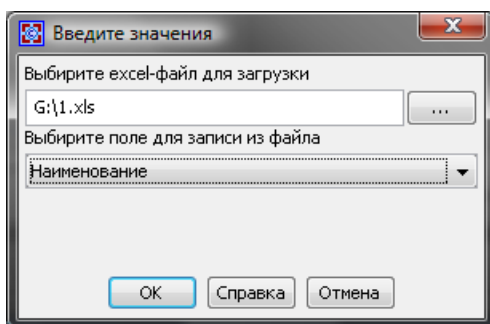 Введите значения
Выбирите excel-файл для загрузки
G:\1.xls
...
Выбирите поле для записи из файла
Наименование
OK Справка Отмена